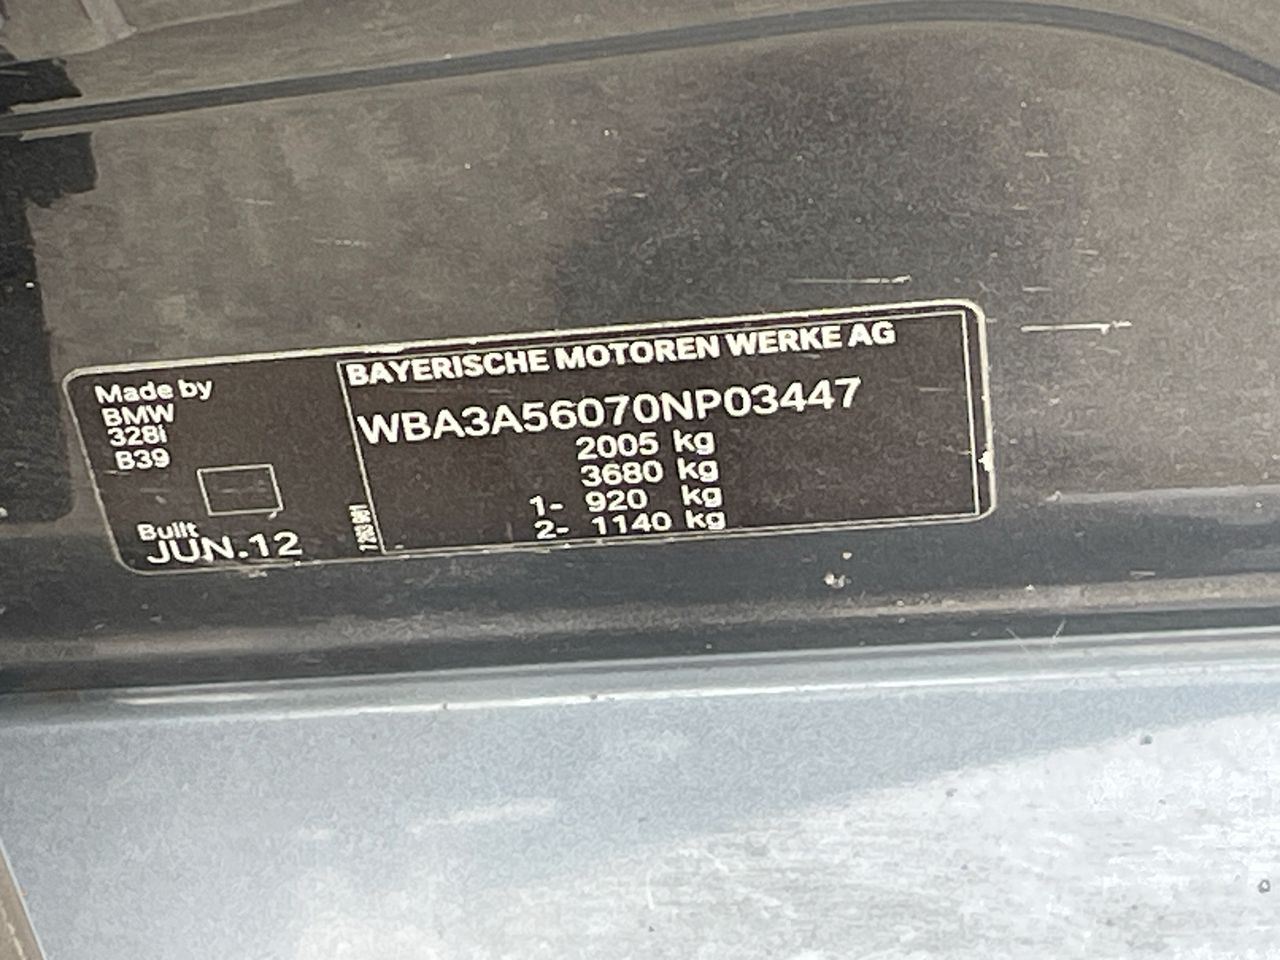 Made by
BMW
328i
B39
Built
JUN.12
BAYERISCHE MOTOREN WERKE AG
WBA3A56070NP03447
2005 kg
3680 kg
1- 920 kg
2- 1140 kg